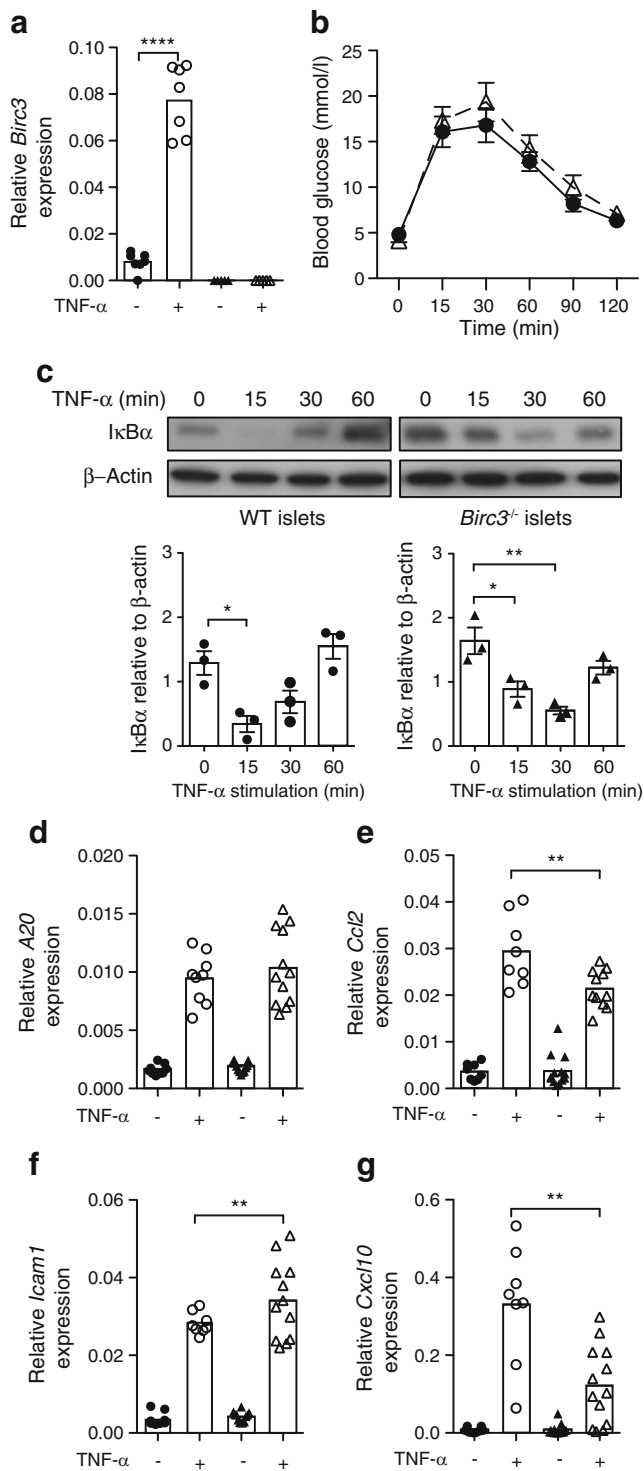 a
****
0.10
0.08
0.06
0.04
0.02
0.00
Relative Birc3
expression
TNF-α - + - +
b
25
20
15
10
5
0
Blood glucose (mmol/l)
0 15 30 60 90 120
Time (min)
c
TNF-α (min) 0 15 30 60 0 15 30 60
IκBα
β–Actin
WT islets Birc3-/- islets
3
2
1
0
IκBα relative to β-actin
*
0 15 30 60
TNF-α stimulation (min)
3
2
1
0
IκBα relative to β-actin
**
*
0 15 30 60
TNF-α stimulation (min)
d
0.020
0.015
0.010
0.005
0.000
Relative A20
expression
TNF-α - + - +
e
0.05
0.04
0.03
0.02
0.01
0.00
Relative Ccl2
expression
**
TNF-α - + - +
f
0.06
0.04
0.02
0.00
Relative Icam1
expression
**
TNF-α - + - +
g
0.6
0.4
0.2
0.0
Relative Cxcl10
expression
**
TNF-α - + - +